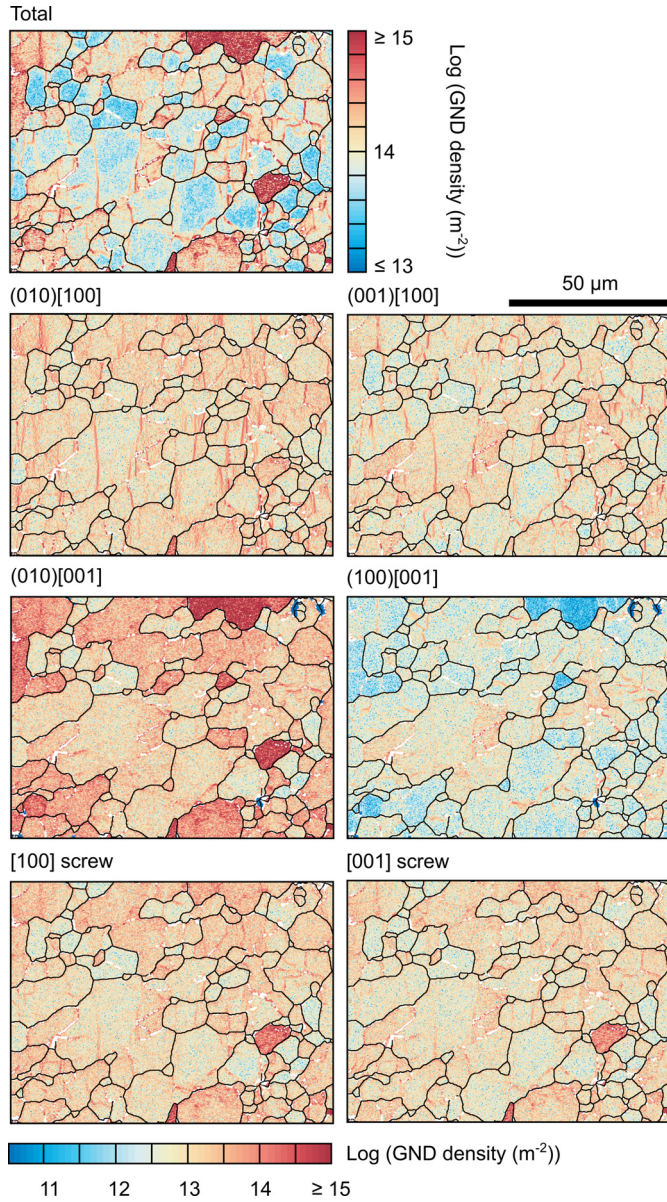 Total
≥ 15
14
≤ 13
Log (GND density (m⁻²))
(010)[100]
(001)[100]
50 μm
(010)[001]
(100)[001]
[100] screw
[001] screw
11 12 13 14 ≥ 15
Log (GND density (m⁻²))